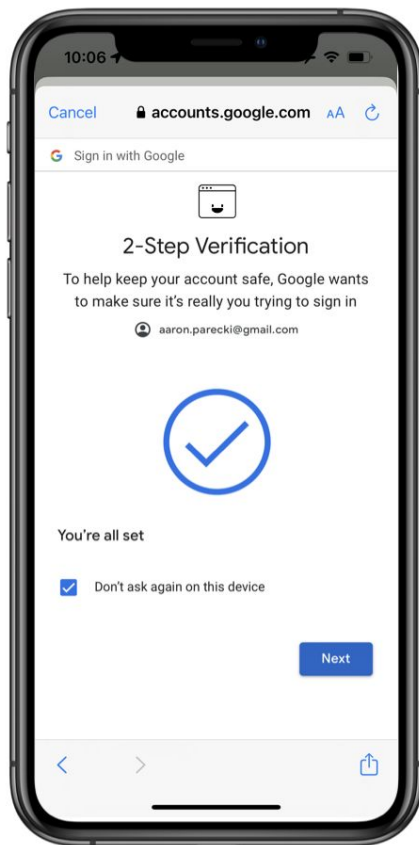 10:06
Cancel accounts.google.com AA
Sign in with Google
2-Step Verification
To help keep your account safe, Google wants
to make sure it's really you trying to sign in
aaron.parecki@gmail.com
You're all set
Don't ask again on this device
Next